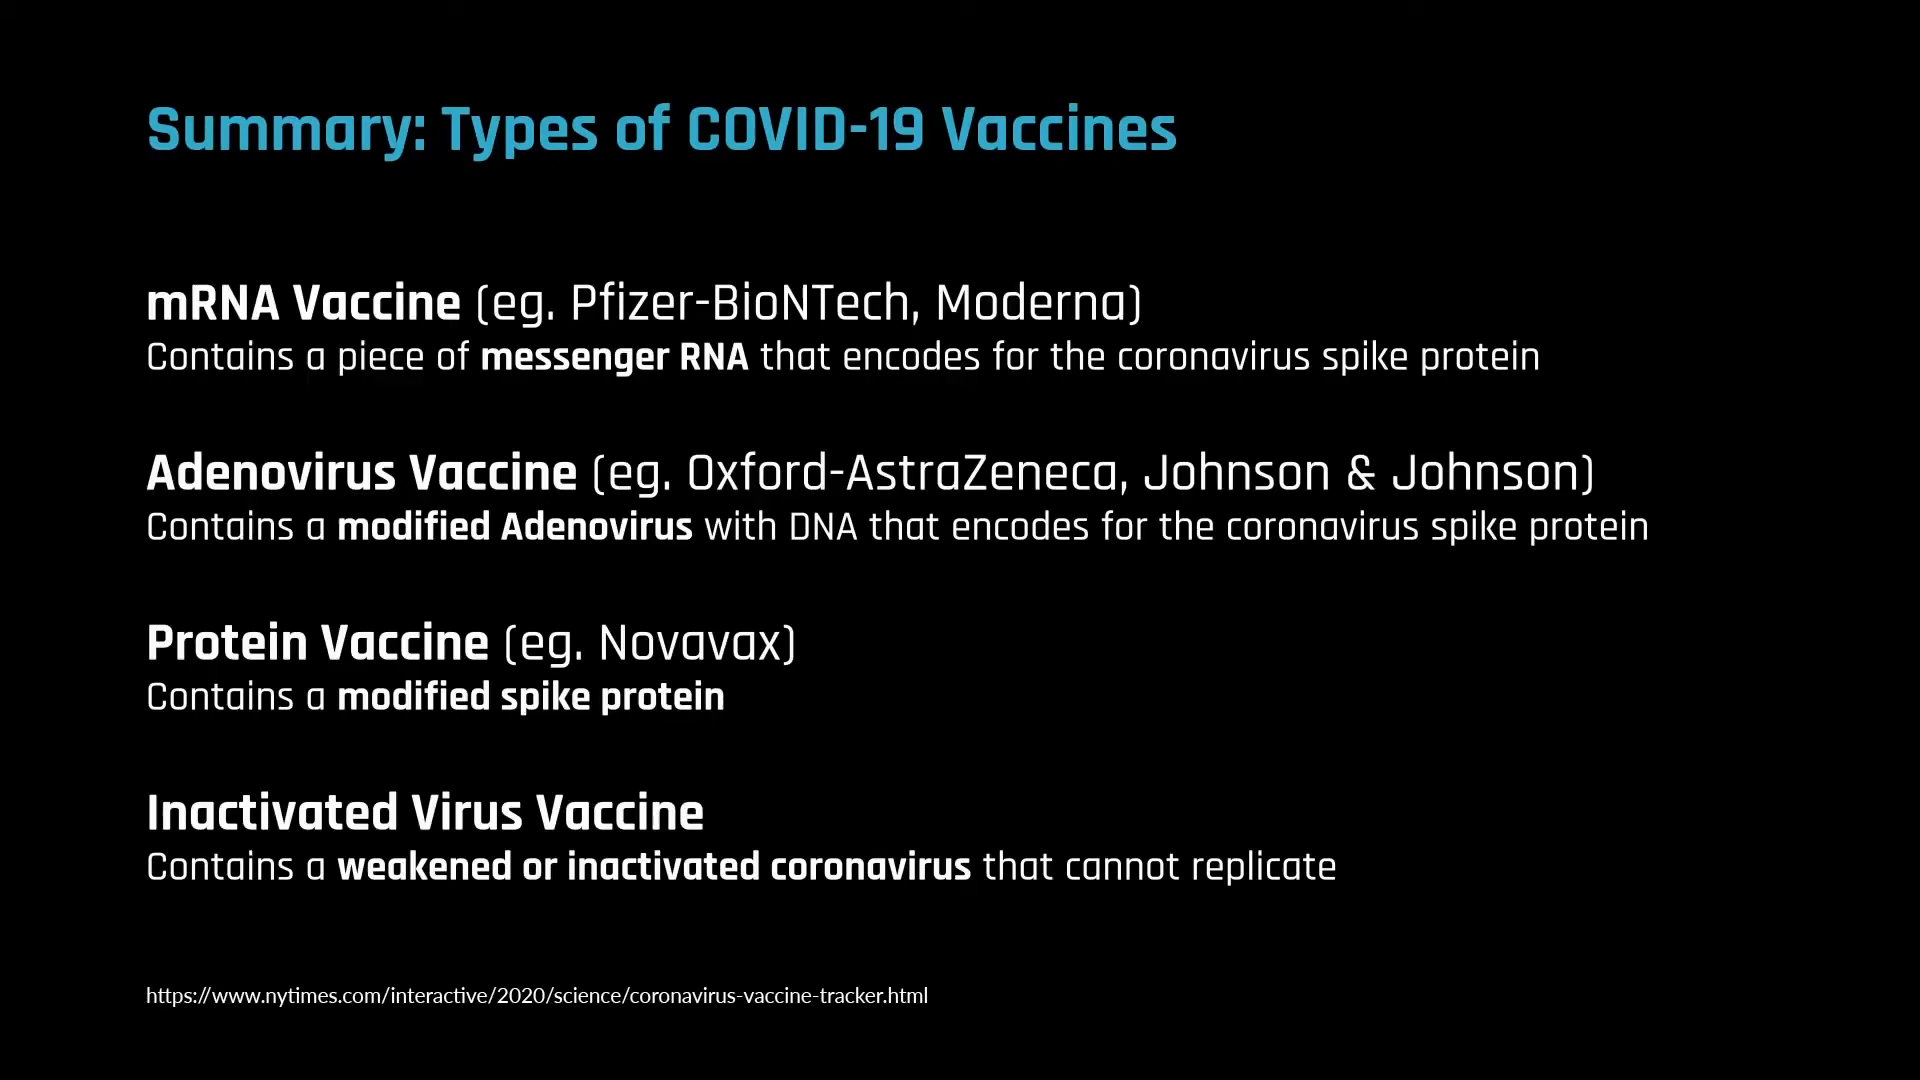 Summary: Types of COVID-19 Vaccines
mRNA Vaccine (eg. Pfizer-BioNTech, Moderna)
Contains a piece of messenger RNA that encodes for the coronavirus spike protein
Adenovirus Vaccine (eg. Oxford-AstraZeneca, Johnson & Johnson)
Contains a modified Adenovirus with DNA that encodes for the coronavirus spike protein
Protein Vaccine (eg. Novavax)
Contains a modified spike protein
Inactivated Virus Vaccine
Contains a weakened or inactivated coronavirus that cannot replicate
https://www.nytimes.com/interactive/2020/science/coronavirus-vaccine-tracker.html